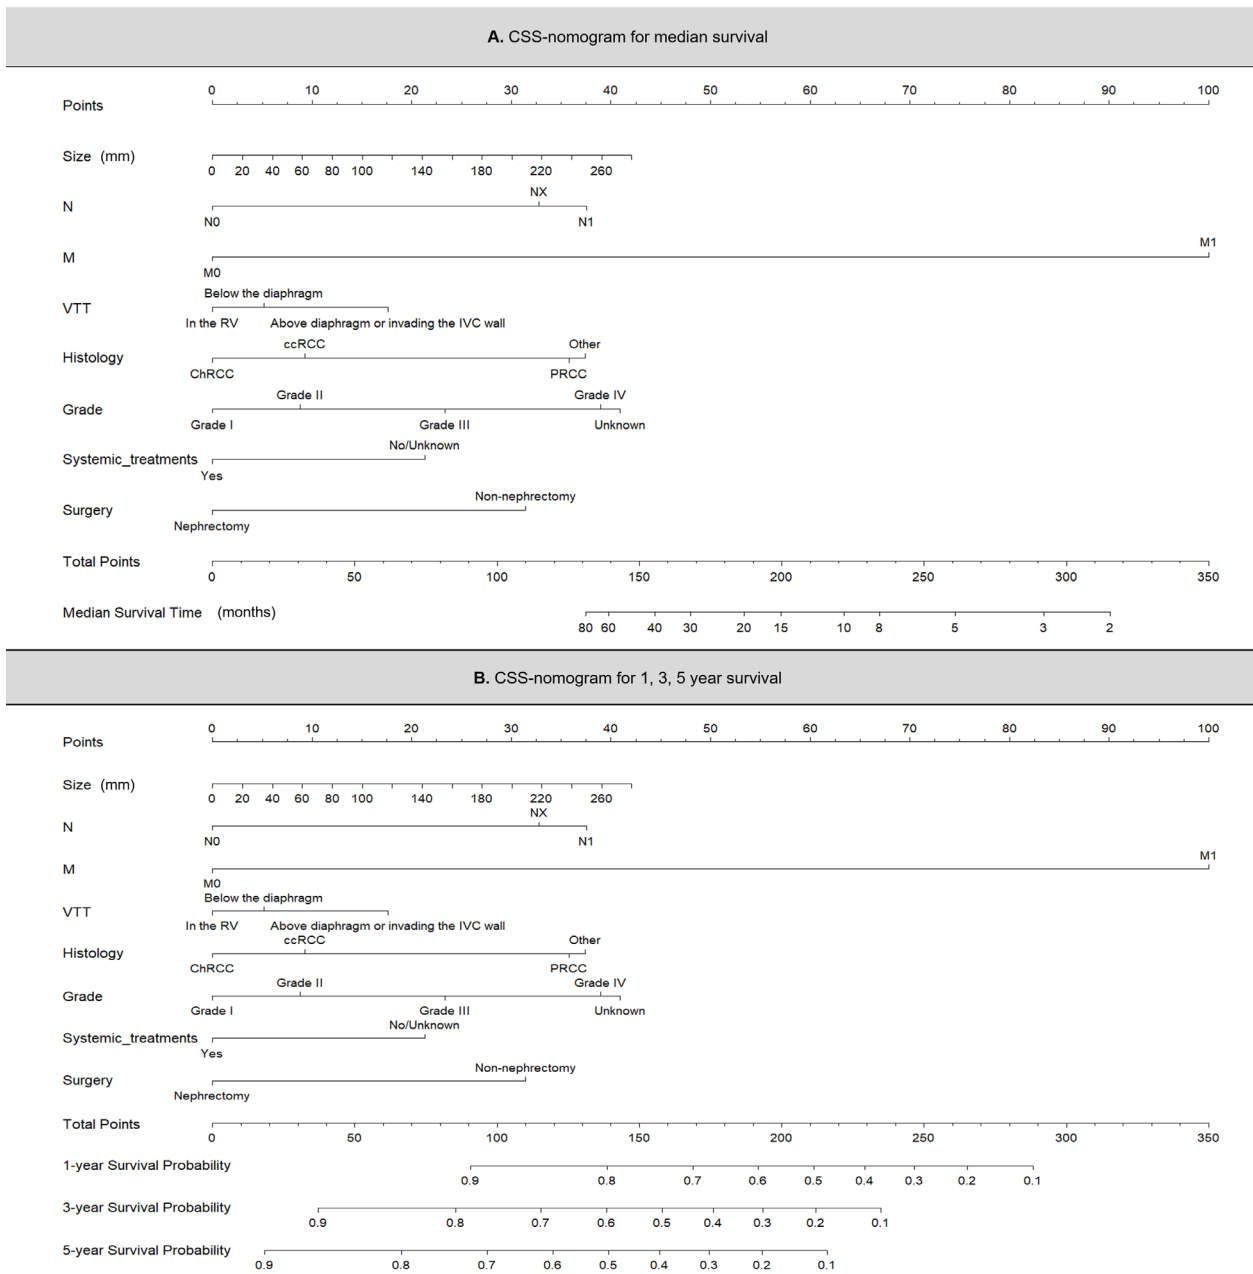 A. CSS-nomogram for median survival
0 10 20 30 40 50 60 70 80 90 100
Points
Size (mm)
0 20 40 60 80 100 140 180 220 260
NX
N
N0 N1
M1
M
M0
Below the diaphragm
VTT
In the RV Above diaphragm or invading the IVC wall
ccRCC Other
Histology
ChRCC PRCC
Grade II Grade IV
Grade
Grade I Grade III Unknown
No/Unknown
Systemic_treatments
Yes
Non-nephrectomy
Surgery
Nephrectomy
Total Points
0 50 100 150 200 250 300 350
Median Survival Time (months)
80 60 40 30 20 15 10 8 5 3 2
B. CSS-nomogram for 1, 3, 5 year survival
0 10 20 30 40 50 60 70 80 90 100
Points
Size (mm)
0 20 40 60 80 100 140 180 220 260
NX
N
N0 N1
M1
M
M0
Below the diaphragm
VTT
In the RV Above diaphragm or invading the IVC wall
ccRCC Other
Histology
ChRCC PRCC
Grade II Grade IV
Grade
Grade I Grade III Unknown
No/Unknown
Systemic_treatments
Yes
Non-nephrectomy
Surgery
Nephrectomy
Total Points
0 50 100 150 200 250 300 350
1-year Survival Probability
0.9 0.8 0.7 0.6 0.5 0.4 0.3 0.2 0.1
3-year Survival Probability
0.9 0.8 0.7 0.6 0.5 0.4 0.3 0.2 0.1
5-year Survival Probability
0.9 0.8 0.7 0.6 0.5 0.4 0.3 0.2 0.1